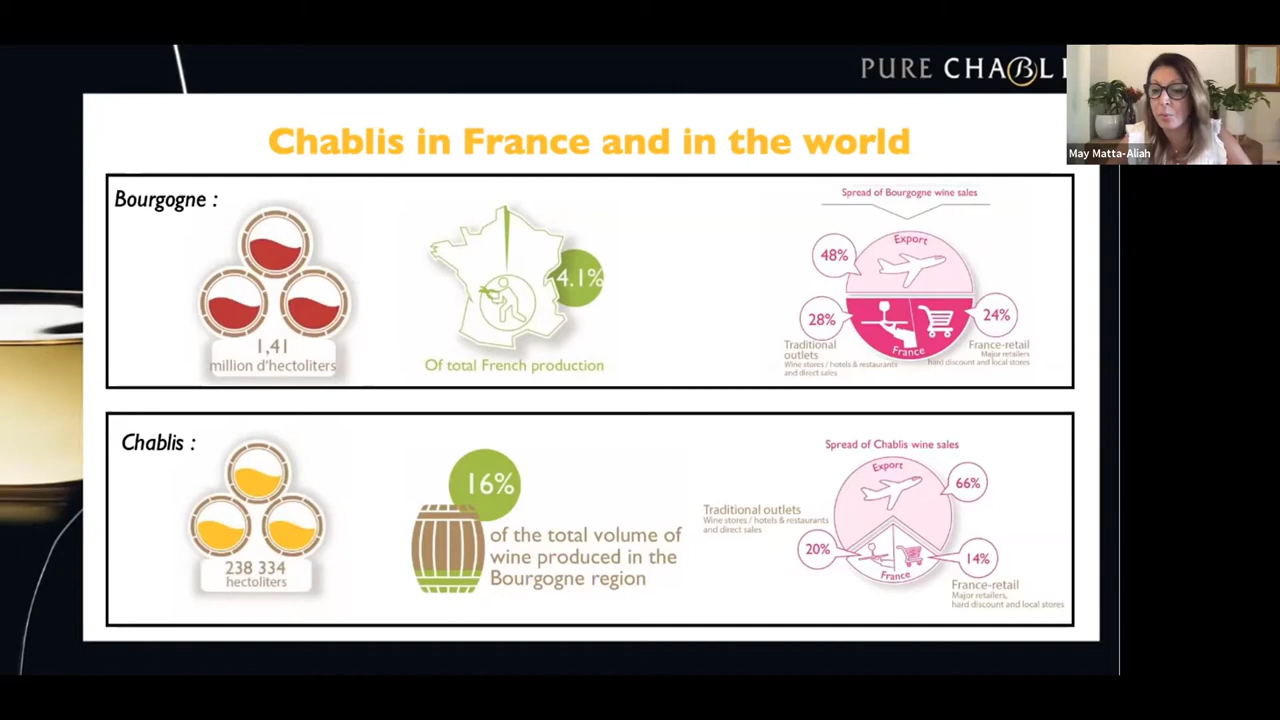 PURE CHABLI
May Matta-Aliah
Chablis in France and in the world
Bourgogne :
1,41
million d'hectoliters
4.1%
Of total French production
Spread of Bourgogne wine sales
Export
48%
28%
24%
France
Traditional
outlets
Wine stores / hotels & restaurants
and direct sales
France-retail
Major retailers
hard discount and local stores
Chablis :
238 334
hectoliters
16%
of the total volume of
wine produced in the
Bourgogne region
Spread of Chablis wine sales
Export
66%
Traditional outlets
Wine stores / hotels & restaurants
and direct sales
20%
14%
France
France-retail
Major retailers,
hard discount and local stores